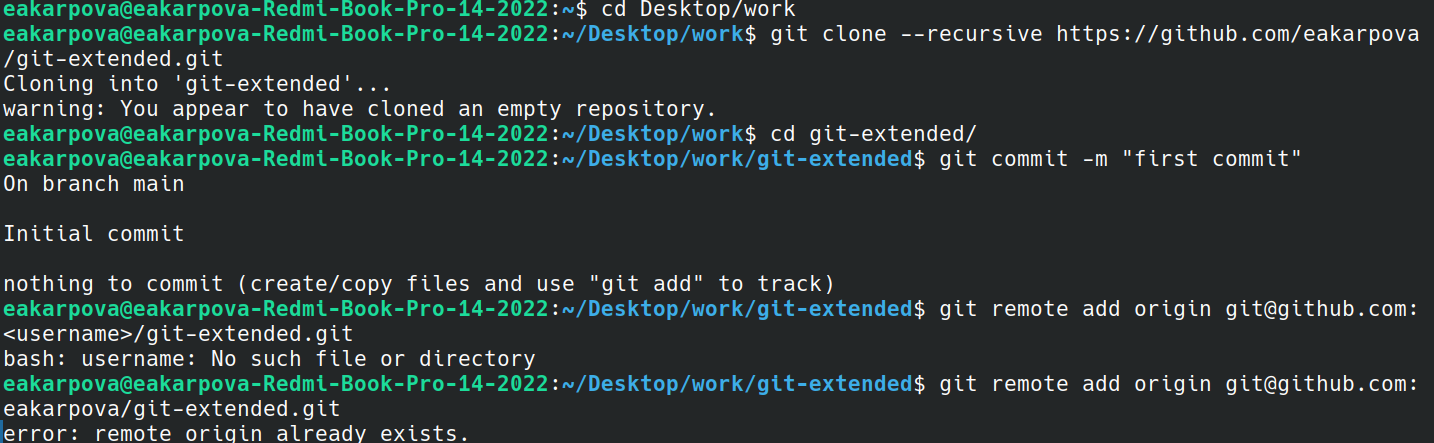 eakarpova@eakarpova-Redmi-Book-Pro-14-2022:~$ cd Desktop/work
eakarpova@eakarpova-Redmi-Book-Pro-14-2022:~/Desktop/work$ git clone --recursive https://github.com/eakarpova
/git-extended.git
Cloning into 'git-extended'...
warning: You appear to have cloned an empty repository.
eakarpova@eakarpova-Redmi-Book-Pro-14-2022:~/Desktop/work$ cd git-extended/
eakarpova@eakarpova-Redmi-Book-Pro-14-2022:~/Desktop/work/git-extended$ git commit -m "first commit"
On branch main
Initial commit
nothing to commit (create/copy files and use "git add" to track)
eakarpova@eakarpova-Redmi-Book-Pro-14-2022:~/Desktop/work/git-extended$ git remote add origin git@github.com:
<username>/git-extended.git
bash: username: No such file or directory
eakarpova@eakarpova-Redmi-Book-Pro-14-2022:~/Desktop/work/git-extended$ git remote add origin git@github.com:
eakarpova/git-extended.git
error: remote origin already exists.